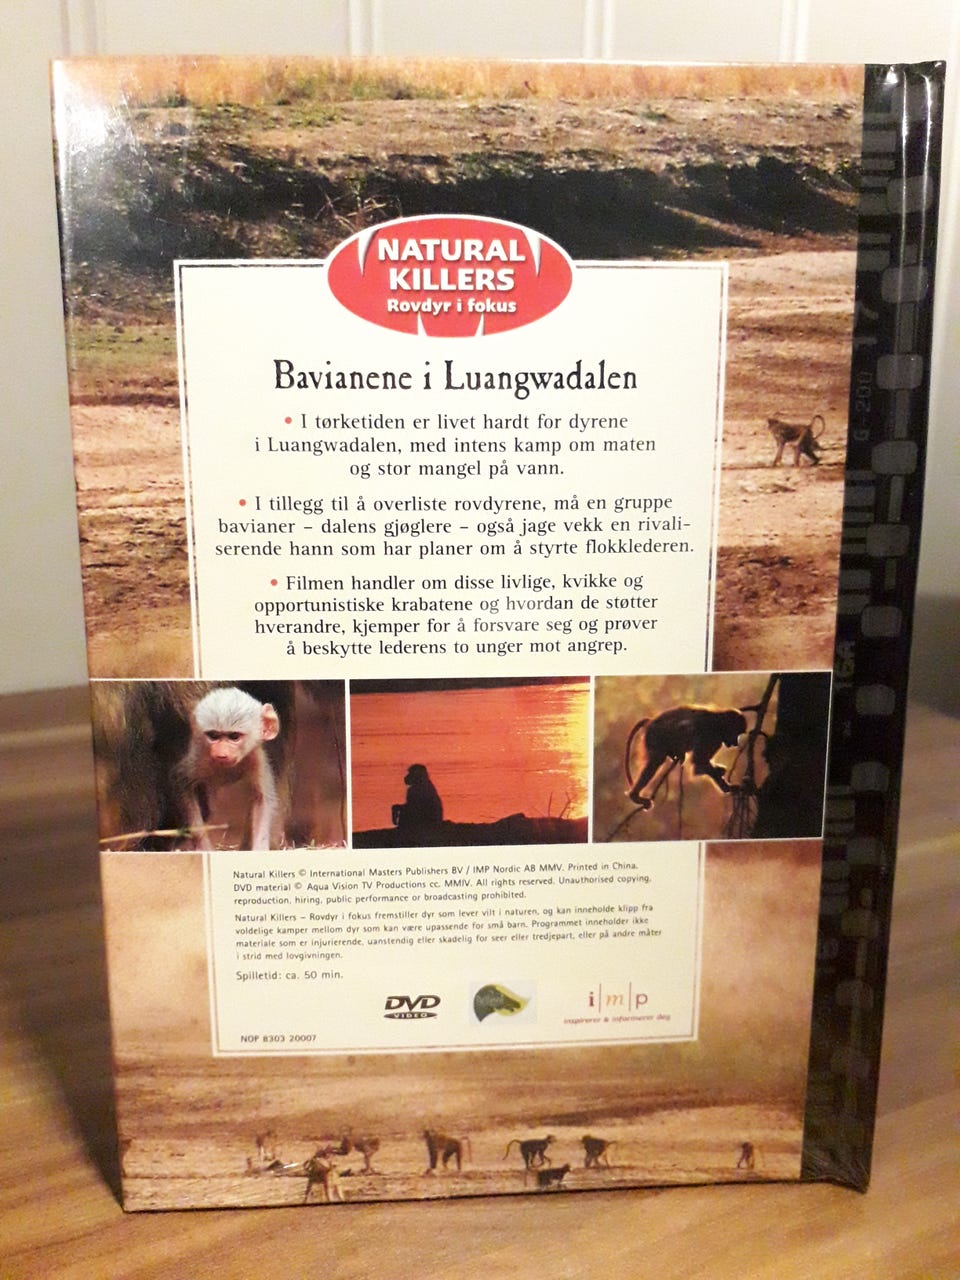 NATURAL
KILLERS
Rovdyr i fokus
Bavianene i Luangwadalen
• I tørketiden er livet hardt for dyrene
i Luangwadalen, med intens kamp om maten
og stor mangel på vann.
• I tillegg til å overliste rovdyrene, må en gruppe
bavianer – dalens gjøglere – også jage vekk en rivali-
serende hann som har planer om å styrte flokklederen.
• Filmen handler om disse livlige, kvikke og
opportunistiske krabatene og hvordan de støtter
hverandre, kjemper for å forsvare seg og prøver
å beskytte lederens to unger mot angrep.
Natural Killers © International Masters Publishers BV / IMP Nordic AB MMV. Printed in China.
DVD material © Aqua Vision TV Productions cc. MMIV. All rights reserved. Unauthorised copying,
reproduction, hiring, public performance or broadcasting prohibited.
Natural Killers – Rovdyr i fokus fremstiller dyr som lever vilt i naturen, og kan inneholde klipp fra
voldelige kamper mellom dyr som kan være upassende for små barn. Programmet inneholder ikke
materiale som er injurierende, uanstendig eller skadelig for seer eller tredjepart, eller på andre måter
i strid med lovgivningen.
Spilletid: ca. 50 min.
DVD
VIDEO
i|m|p
inspirerer & informerer deg
NOP 8303 20007